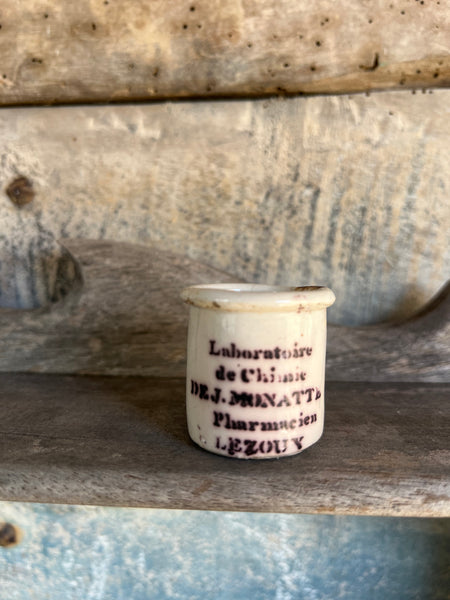 Laboratoire
de Chimie
DE J. MONATTE
Pharmacien
LEZOUX